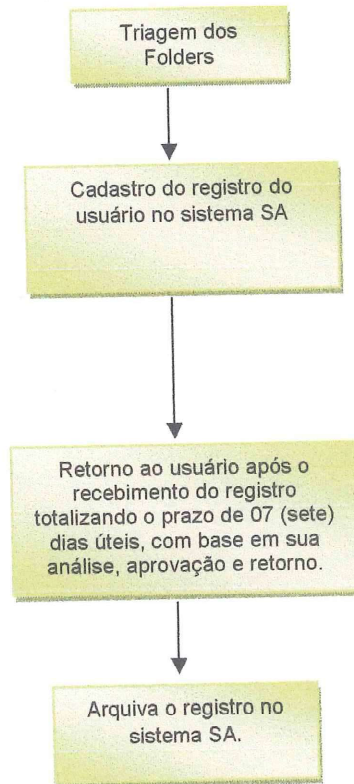 Triagem dos
Folders
Cadastro do registro do
usuário no sistema SA
Retorno ao usuário após o
recebimento do registro
totalizando o prazo de 07 (sete)
dias úteis, com base em sua
análise, aprovação e retorno.
Arquiva o registro no
sistema SA.